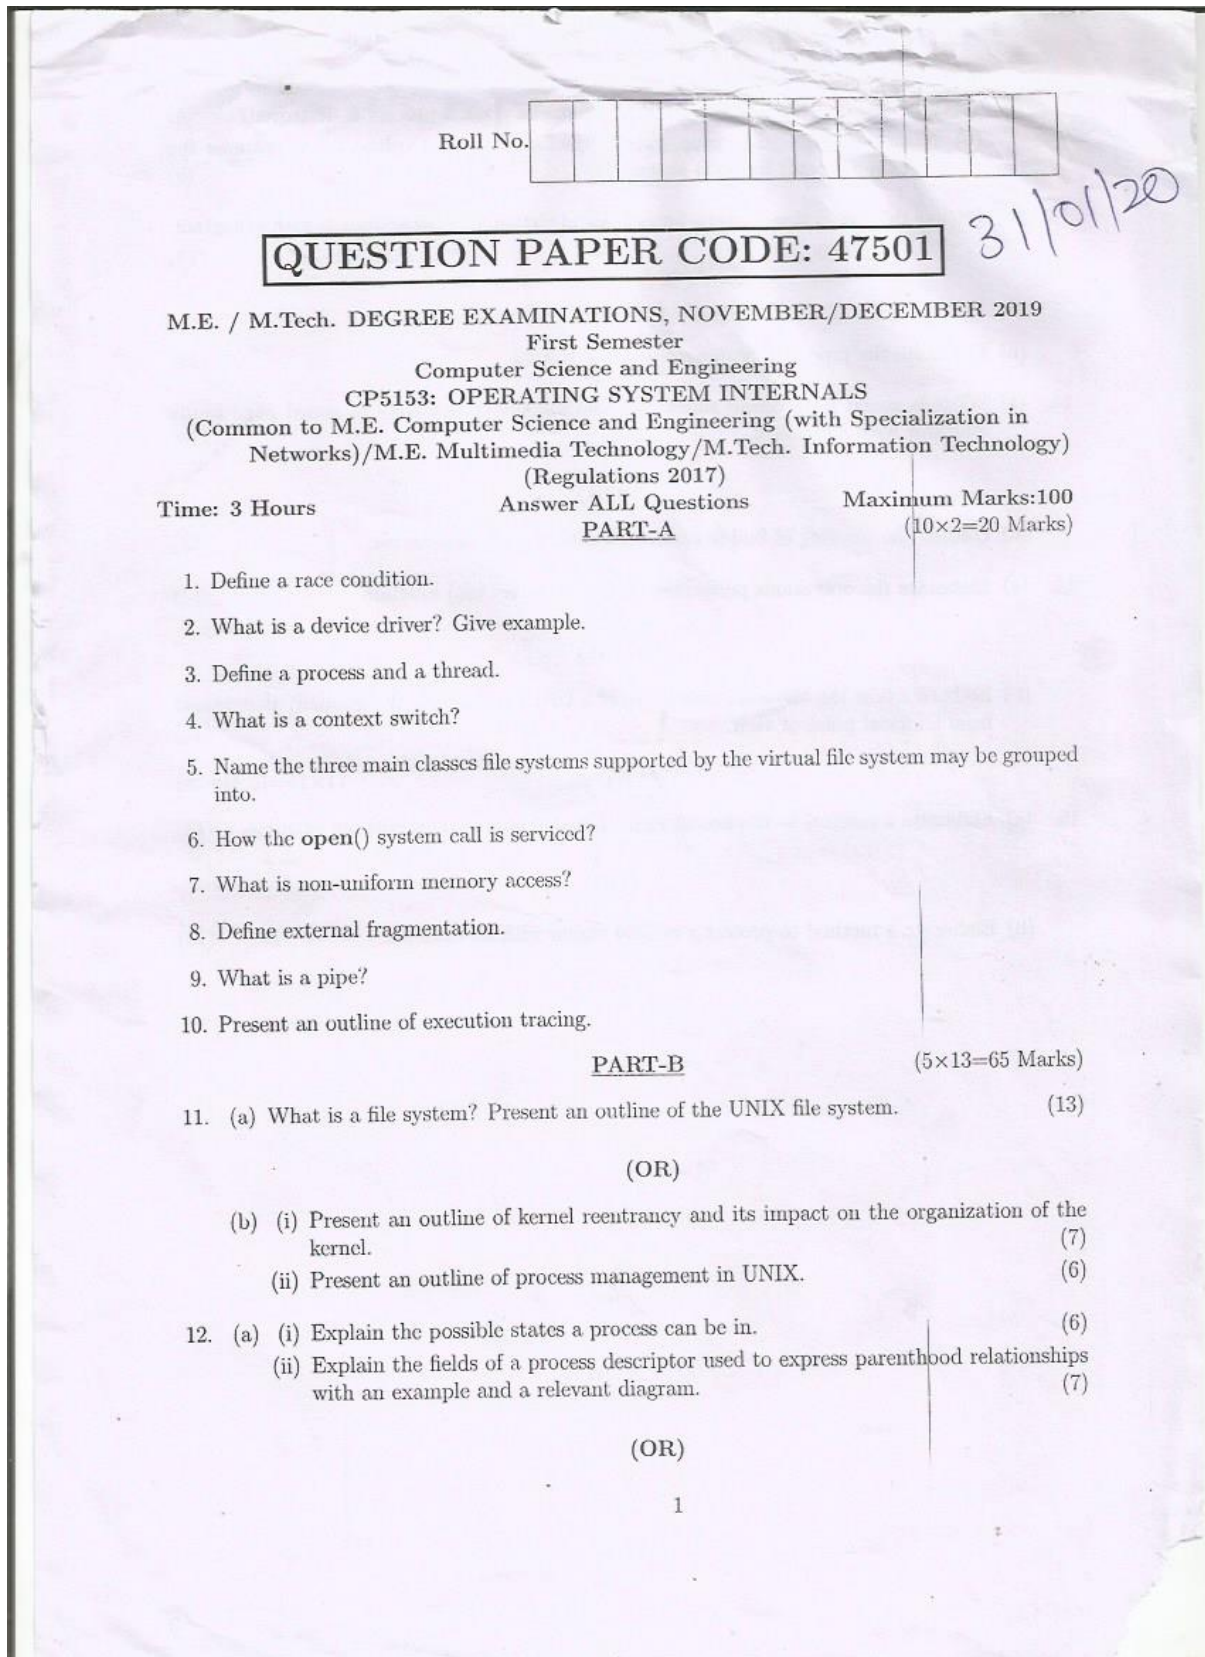 Roll No.
31/01/20
QUESTION PAPER CODE: 47501
M.E. / M.Tech. DEGREE EXAMINATIONS, NOVEMBER/DECEMBER 2019
First Semester
Computer Science and Engineering
CP5153: OPERATING SYSTEM INTERNALS
(Common to M.E. Computer Science and Engineering (with Specialization in
Networks)/M.E. Multimedia Technology/M.Tech. Information Technology)
(Regulations 2017)
Time: 3 Hours Answer ALL Questions Maximum Marks:100
PART-A (10×2=20 Marks)
1. Define a race condition.
2. What is a device driver? Give example.
3. Define a process and a thread.
4. What is a context switch?
5. Name the three main classes file systems supported by the virtual file system may be grouped
into.
6. How the open() system call is serviced?
7. What is non-uniform memory access?
8. Define external fragmentation.
9. What is a pipe?
10. Present an outline of execution tracing.
PART-B (5×13=65 Marks)
11. (a) What is a file system? Present an outline of the UNIX file system. (13)
(OR)
(b) (i) Present an outline of kernel reentrancy and its impact on the organization of the
kernel. (7)
(ii) Present an outline of process management in UNIX. (6)
12. (a) (i) Explain the possible states a process can be in. (6)
(ii) Explain the fields of a process descriptor used to express parenthood relationships
with an example and a relevant diagram. (7)
(OR)
1